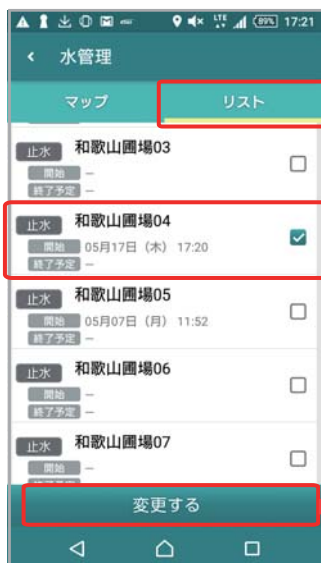 LTE 89% 17:21
水管理
マップ リスト
止水 和歌山圃場03
開始 –
終了予定 –
止水 和歌山圃場04
開始 05月17日（木） 17:20
終了予定 –
止水 和歌山圃場05
開始 05月07日（月） 11:52
終了予定 –
止水 和歌山圃場06
開始 –
終了予定 –
止水 和歌山圃場07
開始 –
変更する